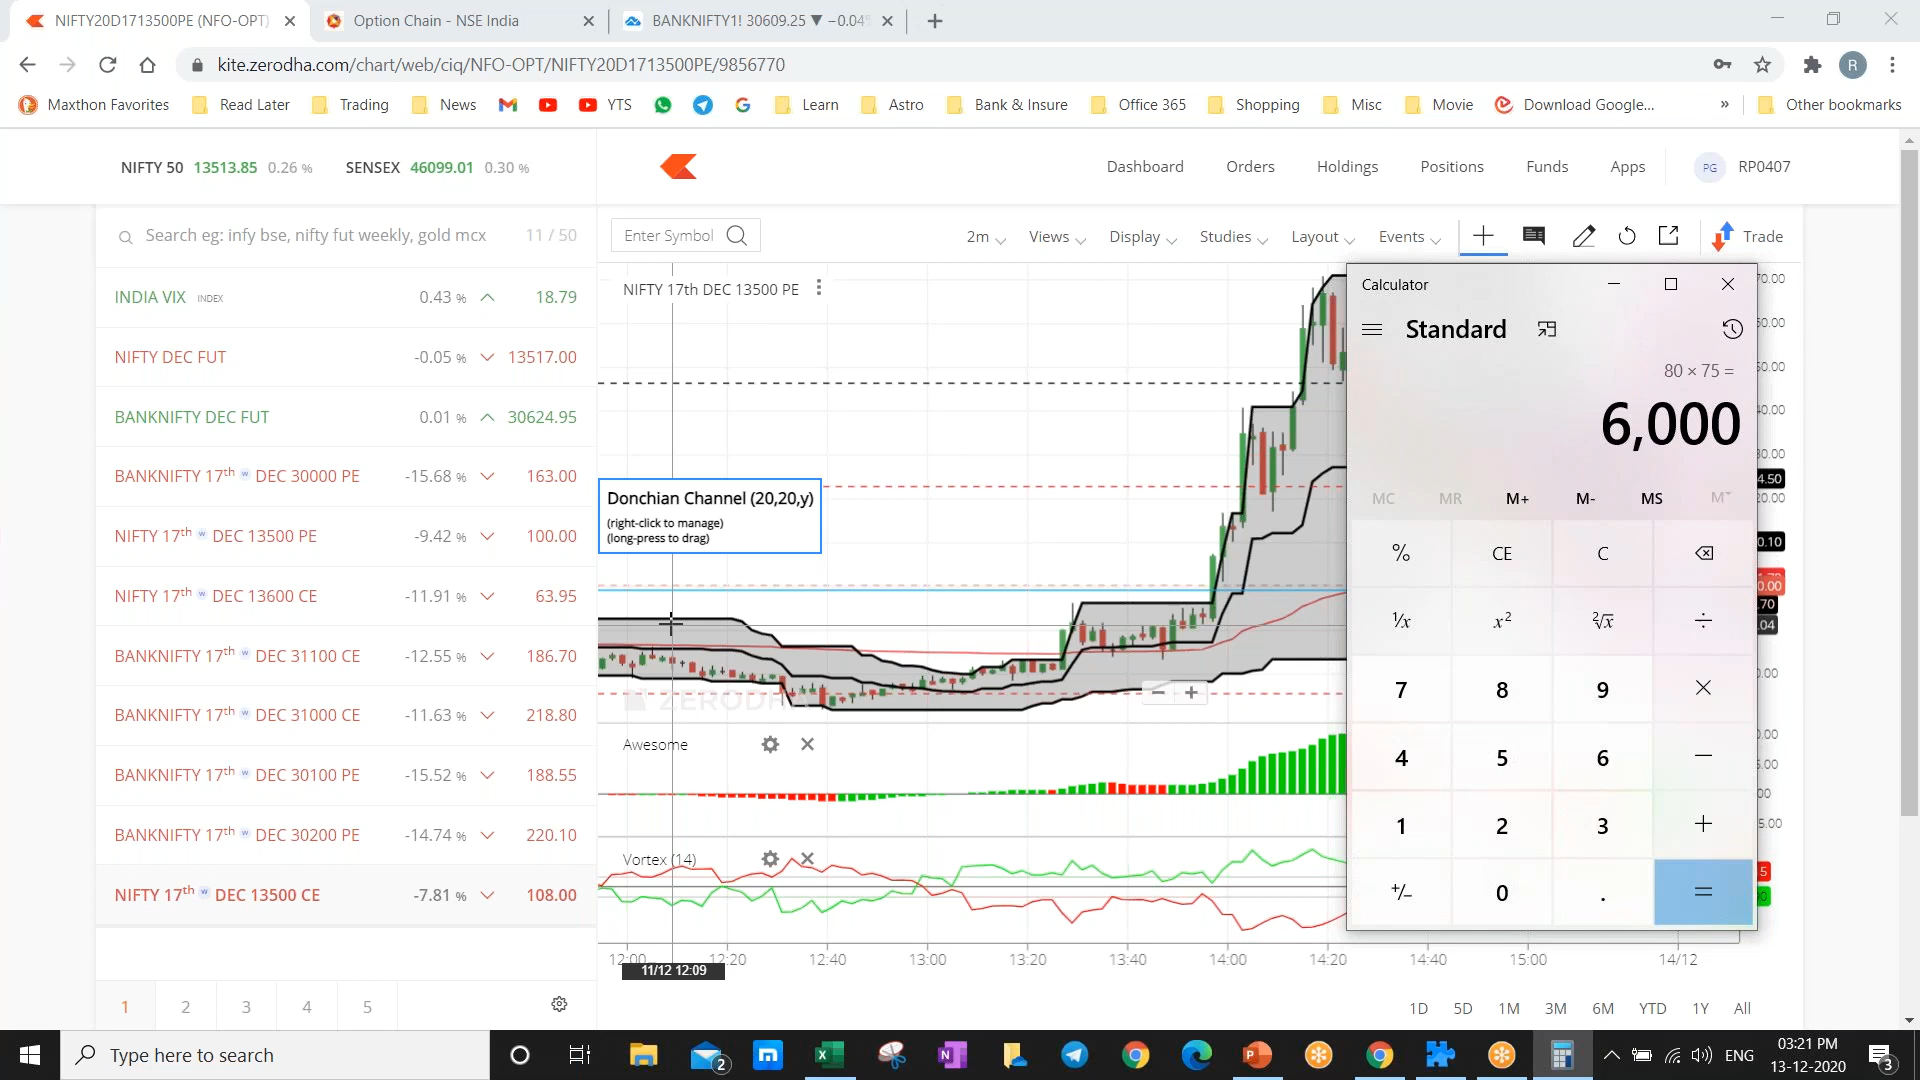 NIFTY20D1713500PE (NFO-OPT)
Option Chain - NSE India
BANKNIFTY1! 30609.25 ▼ −0.04%
kite.zerodha.com/chart/web/ciq/NFO-OPT/NIFTY20D1713500PE/9856770
R
Maxthon Favorites Read Later Trading News YTS Learn Astro Bank & Insure Office 365 Shopping Misc Movie Download Google... » Other bookmarks
NIFTY 50 13513.85 0.26 % SENSEX 46099.01 0.30 %
Dashboard Orders Holdings Positions Funds Apps PG RP0407
Search eg: infy bse, nifty fut weekly, gold mcx 11 / 50
Enter Symbol 2m Views Display Studies Layout Events Trade
INDIA VIX INDEX 0.43 % 18.79
NIFTY DEC FUT -0.05 % 13517.00
BANKNIFTY DEC FUT 0.01 % 30624.95
BANKNIFTY 17th w DEC 30000 PE -15.68 % 163.00
NIFTY 17th w DEC 13500 PE -9.42 % 100.00
NIFTY 17th w DEC 13600 CE -11.91 % 63.95
BANKNIFTY 17th w DEC 31100 CE -12.55 % 186.70
BANKNIFTY 17th w DEC 31000 CE -11.63 % 218.80
BANKNIFTY 17th w DEC 30100 PE -15.52 % 188.55
BANKNIFTY 17th w DEC 30200 PE -14.74 % 220.10
NIFTY 17th w DEC 13500 CE -7.81 % 108.00
1 2 3 4 5
NIFTY 17th DEC 13500 PE
Donchian Channel (20,20,y)
(right-click to manage)
(long-press to drag)
ZERODHA
Awesome
Vortex (14)
12:00 12:20 12:40 13:00 13:20 13:40 14:00 14:20 14:40 15:00 14/12
11/12 12:09
1D 5D 1M 3M 6M YTD 1Y All
Calculator
Standard
80 × 75 =
6,000
MC MR M+ M- MS M˅
% CE C
¹/x x² ²√x ÷
7 8 9 ×
4 5 6 −
1 2 3 +
+/− 0 . =
Type here to search
2
ENG
03:21 PM
13-12-2020
3